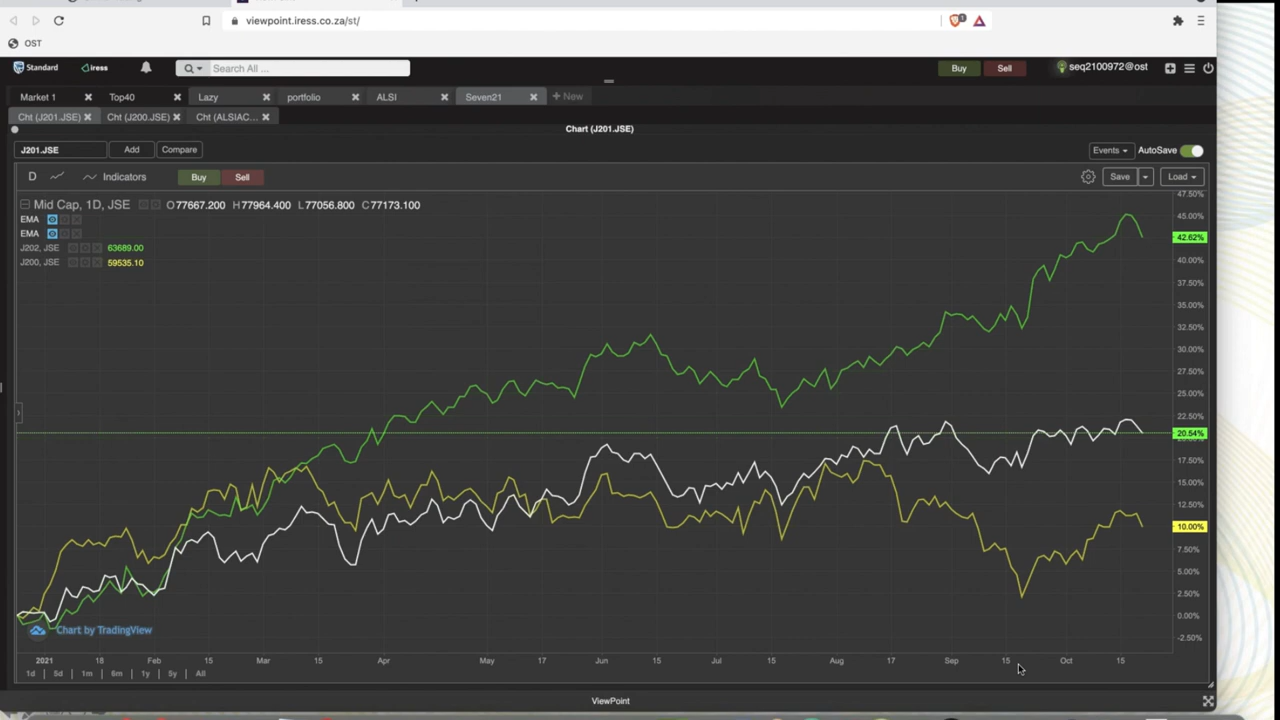 viewpoint.iress.co.za/st/
1
OST
Standard
iress
Search All ...
Buy
Sell
seq2100972@ost
Market 1
Top40
Lazy
portfolio
ALSI
Seven21
+ New
Cht (J201.JSE)
Cht (J200.JSE)
Cht (ALSIAC...
Chart (J201.JSE)
J201.JSE
Add
Compare
Events
AutoSave
D
Indicators
Buy
Sell
Save
Load
Mid Cap, 1D, JSE
O77667.200 H77964.400 L77056.800 C77173.100
EMA
EMA
J202, JSE 63689.00
J200, JSE 59535.10
47.50%
45.00%
42.62%
40.00%
37.50%
35.00%
32.50%
30.00%
27.50%
25.00%
22.50%
20.54%
17.50%
15.00%
12.50%
10.00%
7.50%
5.00%
2.50%
0.00%
-2.50%
Chart by TradingView
2021 18 Feb 15 Mar 15 Apr May 17 Jun 15 Jul 15 Aug 17 Sep 15 Oct 15
1d 5d 1m 6m 1y 5y All
ViewPoint